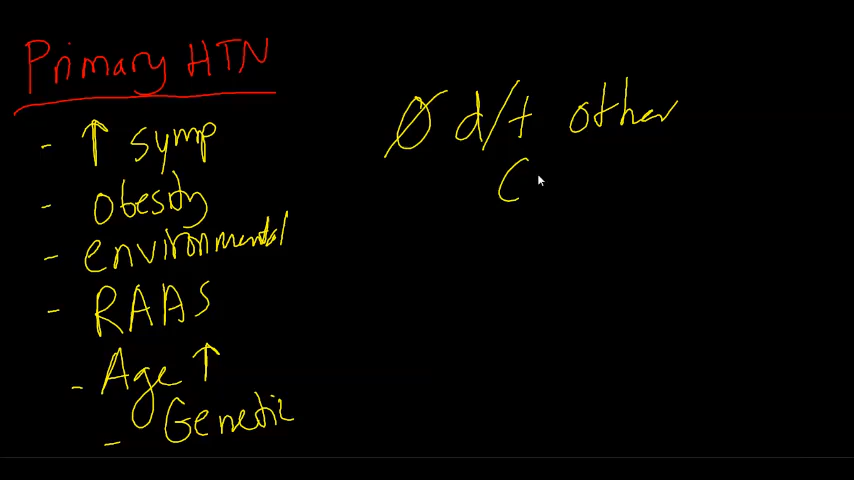 Primary HTN
- ↑ symp
- Obesity
- environmental
- RAAS
- Age ↑
- Genetic
Ø d/t other
C